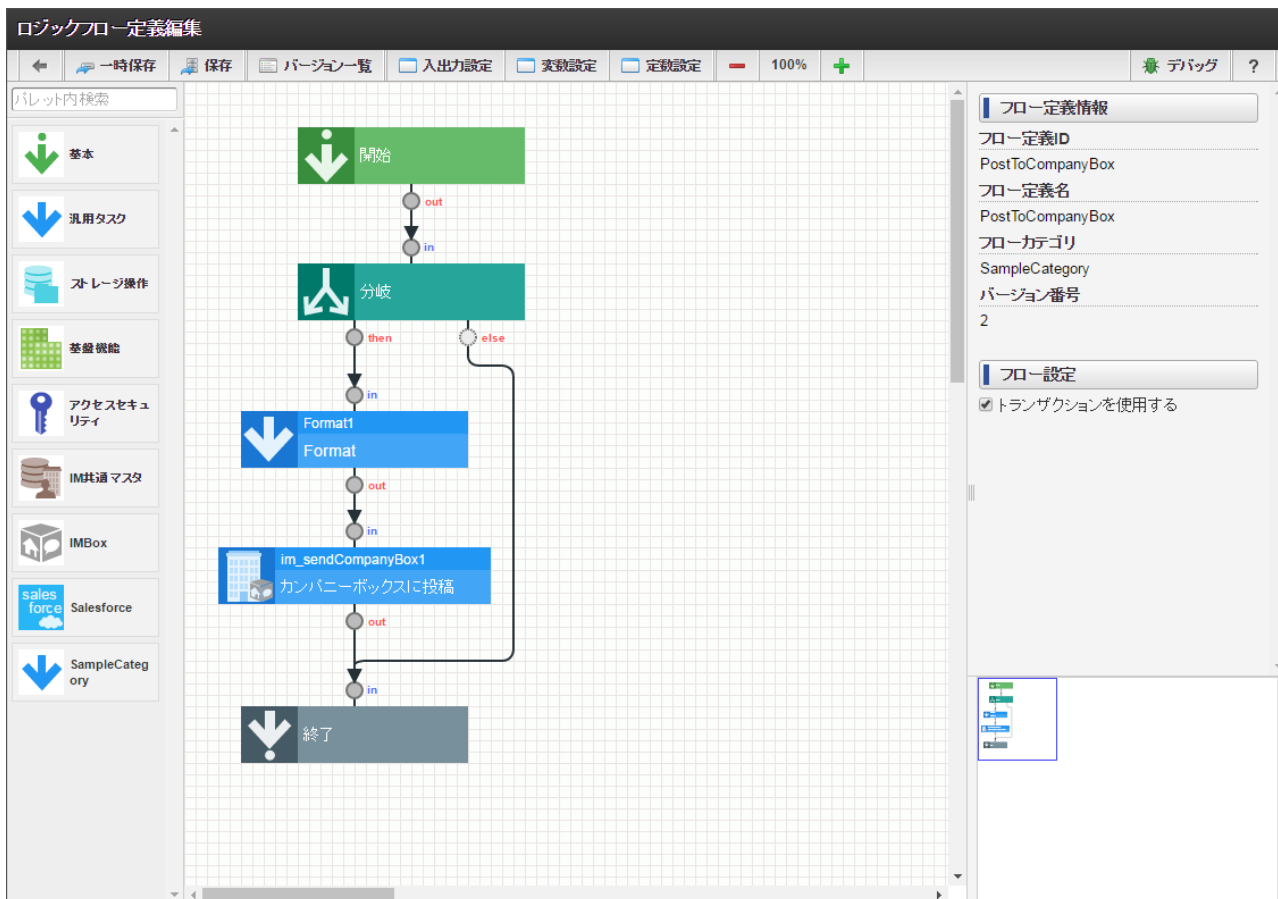 ロジックフロー定義編集
一時保存
保存
バージョン一覧
入出力設定
変数設定
定数設定
100%
デバッグ
?
パレット内検索
基本
汎用タスク
ストレージ操作
基盤機能
アクセスセキュ
リティ
IM共通マスタ
IMBox
sales
force
Salesforce
SampleCateg
ory
開始
out
in
分岐
then
else
in
Format1
Format
out
in
im_sendCompanyBox1
カンパニーボックスに投稿
out
in
終了
フロー定義情報
フロー定義ID
PostToCompanyBox
フロー定義名
PostToCompanyBox
フローカテゴリ
SampleCategory
バージョン番号
2
フロー設定
トランザクションを使用する